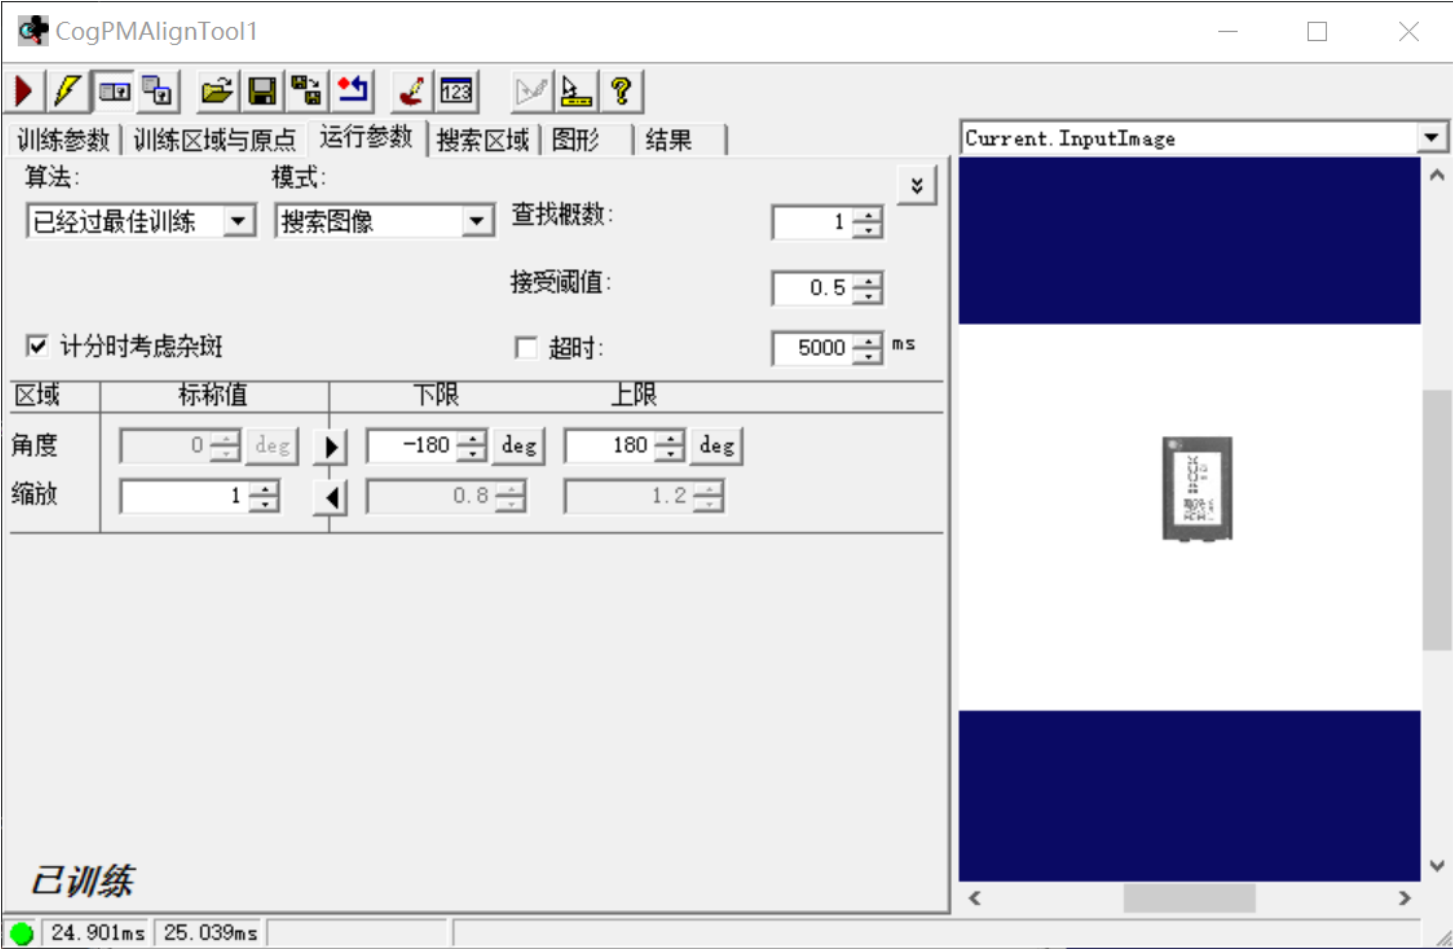 CogPMAlignTool1
训练参数 训练区域与原点 运行参数 搜索区域 图形 结果
Current.InputImage
算法: 模式:
已经过最佳训练 搜索图像 查找概数: 1
接受阈值: 0.5
计分时考虑杂斑 超时: 5000 ms
区域 标称值 下限 上限
角度 0 deg -180 deg 180 deg
缩放 1 0.8 1.2
已训练
24.901ms 25.039ms